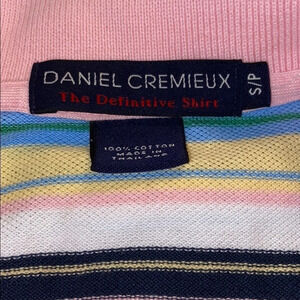 DANIEL CREMIEUX
The Definitive Shirt
S/P
100% COTTON
MADE IN
THAILAND